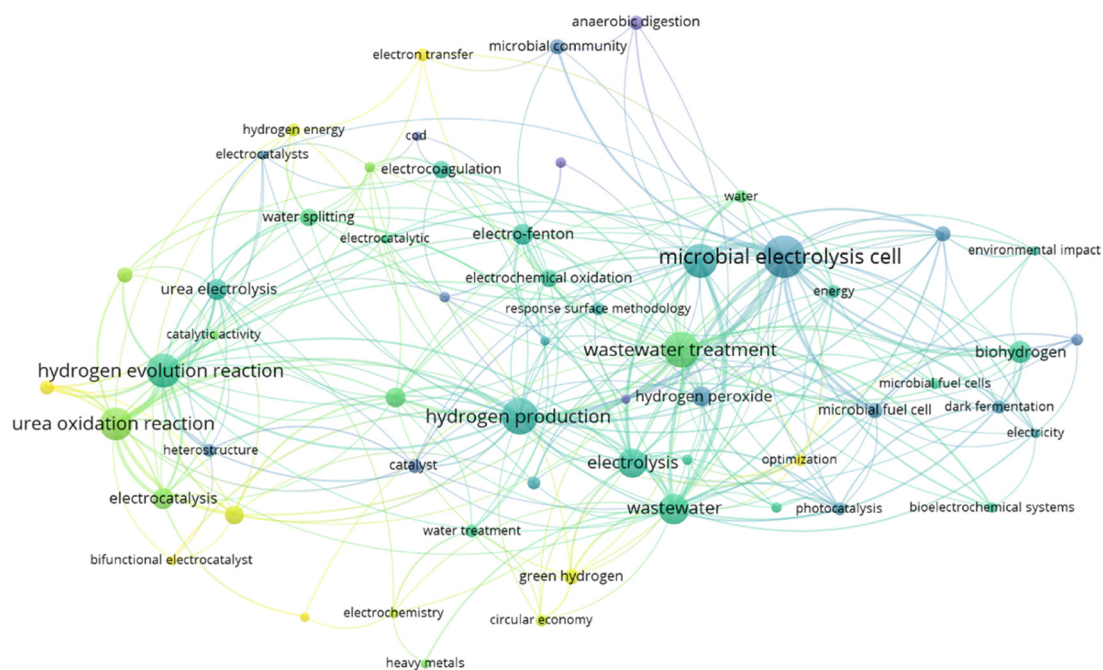 anaerobic digestion
microbial community
electron transfer
hydrogen energy
cod
electrocatalysts
electrocoagulation
water
water splitting
electro-fenton
electrocatalytic
environmental impact
microbial electrolysis cell
electrochemical oxidation
urea electrolysis
energy
response surface methodology
catalytic activity
wastewater treatment
biohydrogen
hydrogen evolution reaction
microbial fuel cells
hydrogen peroxide
dark fermentation
microbial fuel cell
hydrogen production
urea oxidation reaction
electricity
heterostructure
optimization
electrolysis
catalyst
electrocatalysis
wastewater
photocatalysis
bioelectrochemical systems
water treatment
bifunctional electrocatalyst
green hydrogen
electrochemistry
circular economy
heavy metals